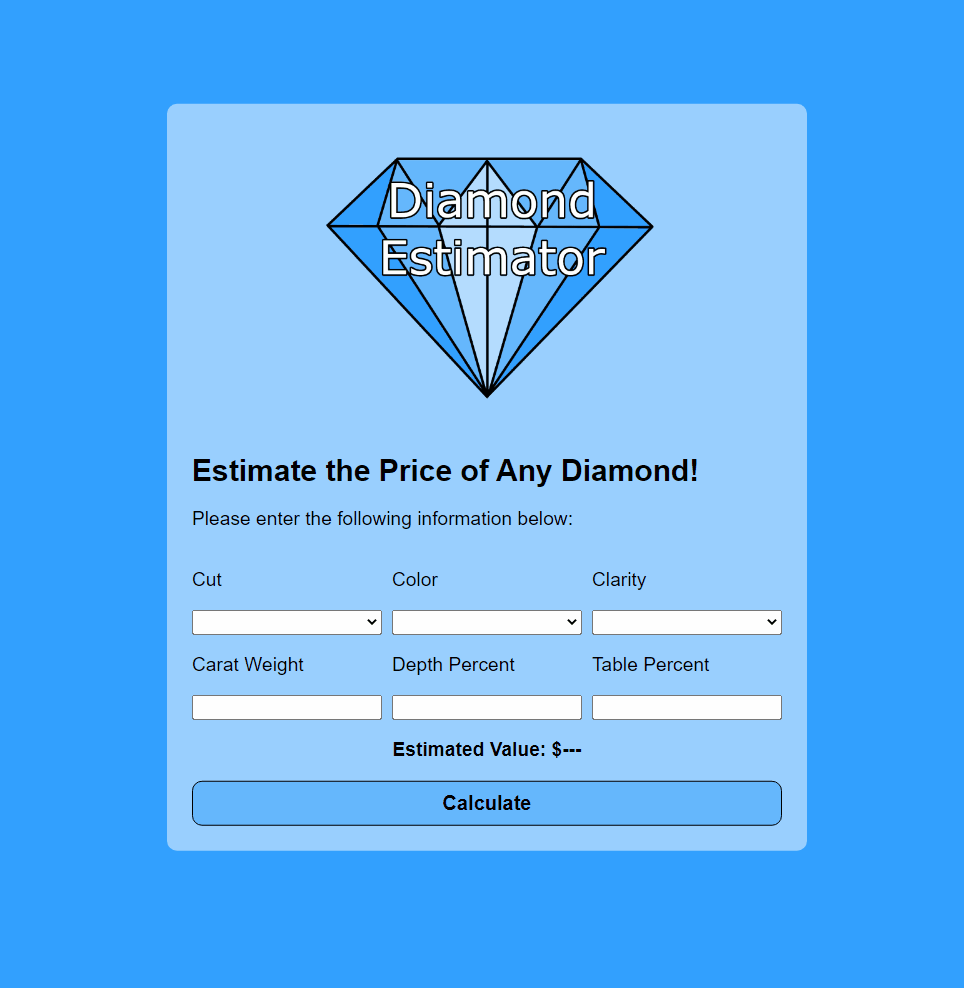 Diamond
Estimator
Estimate the Price of Any Diamond!
Please enter the following information below:
Cut Color Clarity
Carat Weight Depth Percent Table Percent
Estimated Value: $---
Calculate